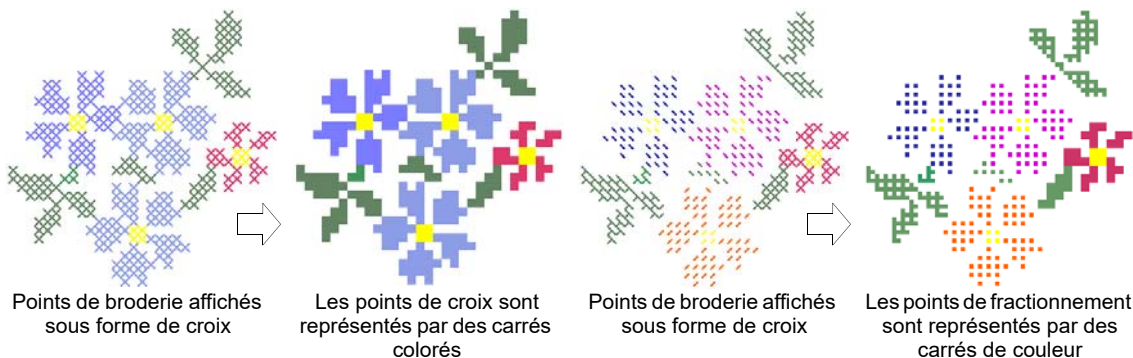 Points de broderie affichés
sous forme de croix
Les points de croix sont
représentés par des carrés
colorés
Points de broderie affichés
sous forme de croix
Les points de fractionnement
sont représentés par des
carrés de couleur